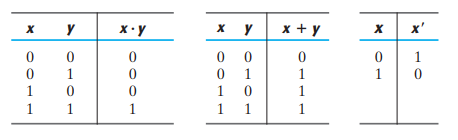 x y x · y x y x + y x x′
0 0 0 0 0 0 0 1
0 1 0 0 1 1 1 0
1 0 0 1 0 1
1 1 1 1 1 1